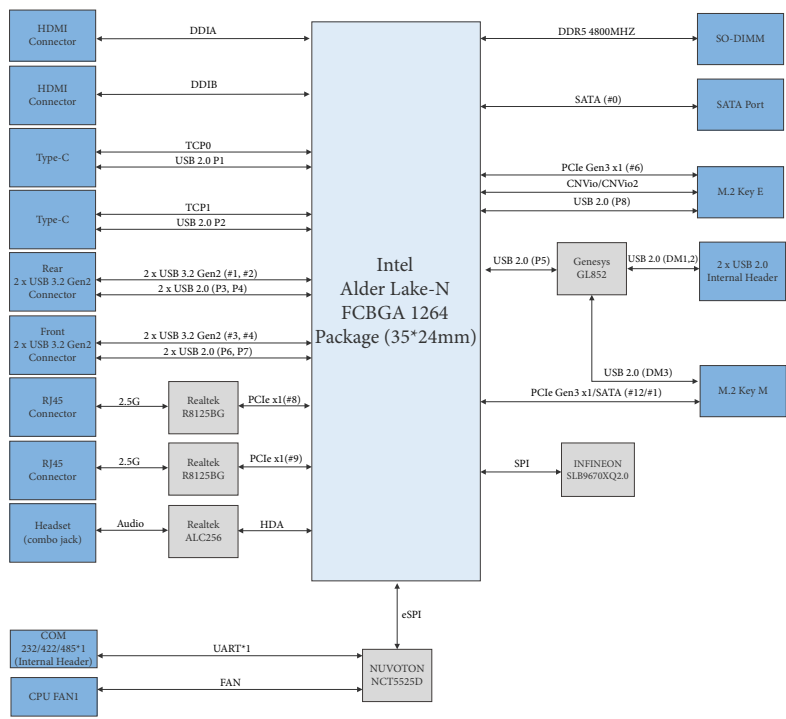 HDMI
Connector
DDIA
HDMI
Connector
DDIB
Type-C
TCP0
USB 2.0 P1
Type-C
TCP1
USB 2.0 P2
Rear
2 x USB 3.2 Gen2
Connector
2 x USB 3.2 Gen2 (#1, #2)
2 x USB 2.0 (P3, P4)
Front
2 x USB 3.2 Gen2
Connector
2 x USB 3.2 Gen2 (#3, #4)
2 x USB 2.0 (P6, P7)
RJ45
Connector
2.5G
Realtek
R8125BG
PCIe x1(#8)
RJ45
Connector
2.5G
Realtek
R8125BG
PCIe x1(#9)
Headset
(combo jack)
Audio
Realtek
ALC256
HDA
Intel
Alder Lake-N
FCBGA 1264
Package (35*24mm)
DDR5 4800MHZ
SO-DIMM
SATA (#0)
SATA Port
PCIe Gen3 x1 (#6)
CNVio/CNVio2
USB 2.0 (P8)
M.2 Key E
USB 2.0 (P5)
Genesys
GL852
USB 2.0 (DM1,2)
2 x USB 2.0
Internal Header
USB 2.0 (DM3)
PCIe Gen3 x1/SATA (#12/#1)
M.2 Key M
SPI
INFINEON
SLB9670XQ2.0
eSPI
COM
232/422/485*1
(Internal Header)
UART*1
NUVOTON
NCT5525D
CPU FAN1
FAN